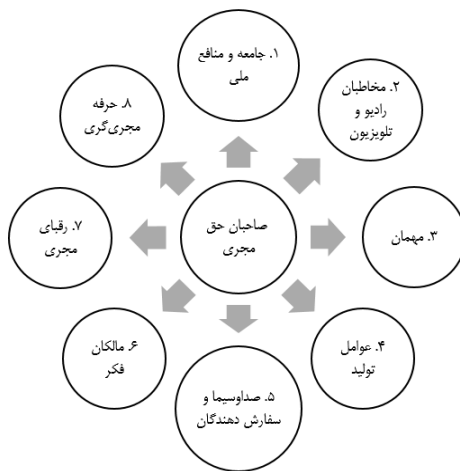 ۱. جامعه و منافع
ملی
۲. مخاطبان
رادیو و
تلویزیون
۳. مهمان
۴. عوامل
تولید
۵. صداوسیما و
سفارش دهندگان
۶. مالکان
فکر
۷. رقبای
مجری
۸. حرفه
مجری‌گری
صاحبان حق
مجری